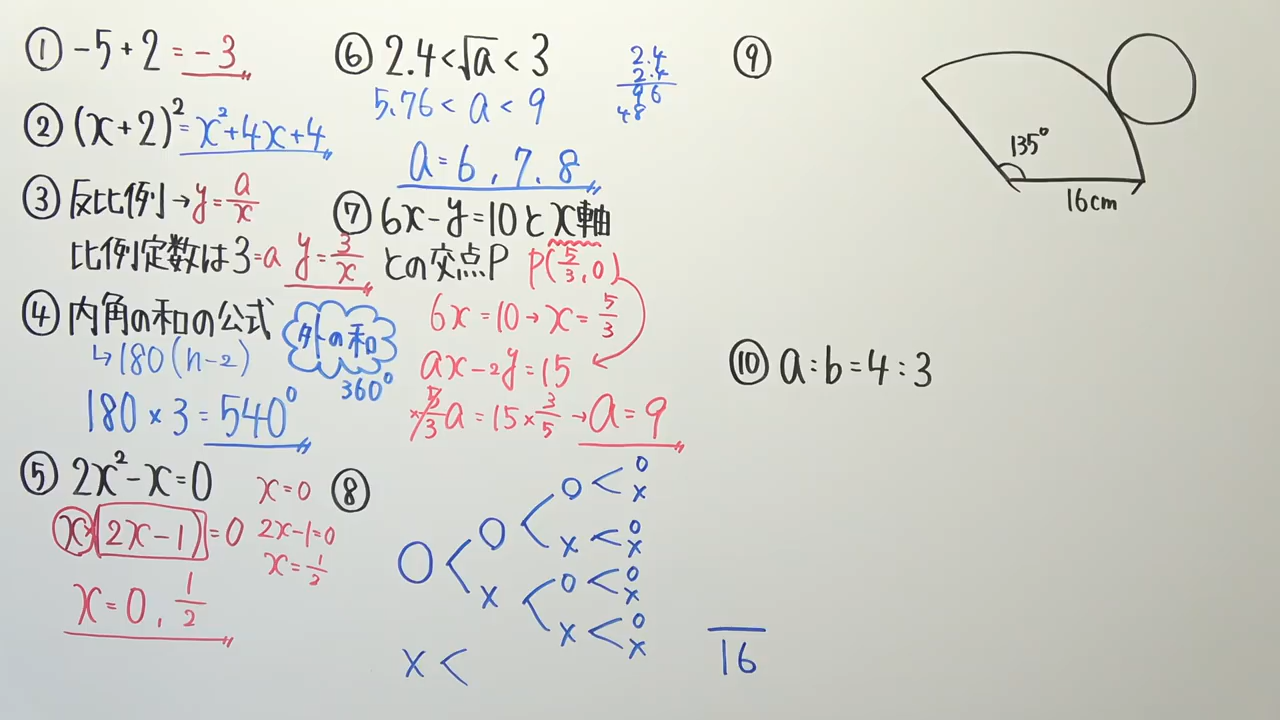 ① -5+2 = -3
② (x+2)² = x²+4x+4
③ 反比例→y=a/x
比例定数は3=a y=3/x
④ 内角の和の公式
↳180(n-2)
外の和
360°
180×3=540°
⑤ 2x²-x=0
x(2x-1)=0
x=0
2x-1=0
x=1/2
x=0, 1/2
⑥ 2.4<√a<3
5.76<a<9
a=6, 7, 8
2.4
2.4
96
48
⑦ 6x-y=10とx軸
との交点P P(5/3, 0)
6x=10→x=5/3
ax-2y=15
×5/3a=15×3/5→a=9
⑧
○<○<○<○
×
×<○
×
×<○<○
×
×<○
×
×<
/16
⑨
135°
16cm
⑩ a:b=4:3